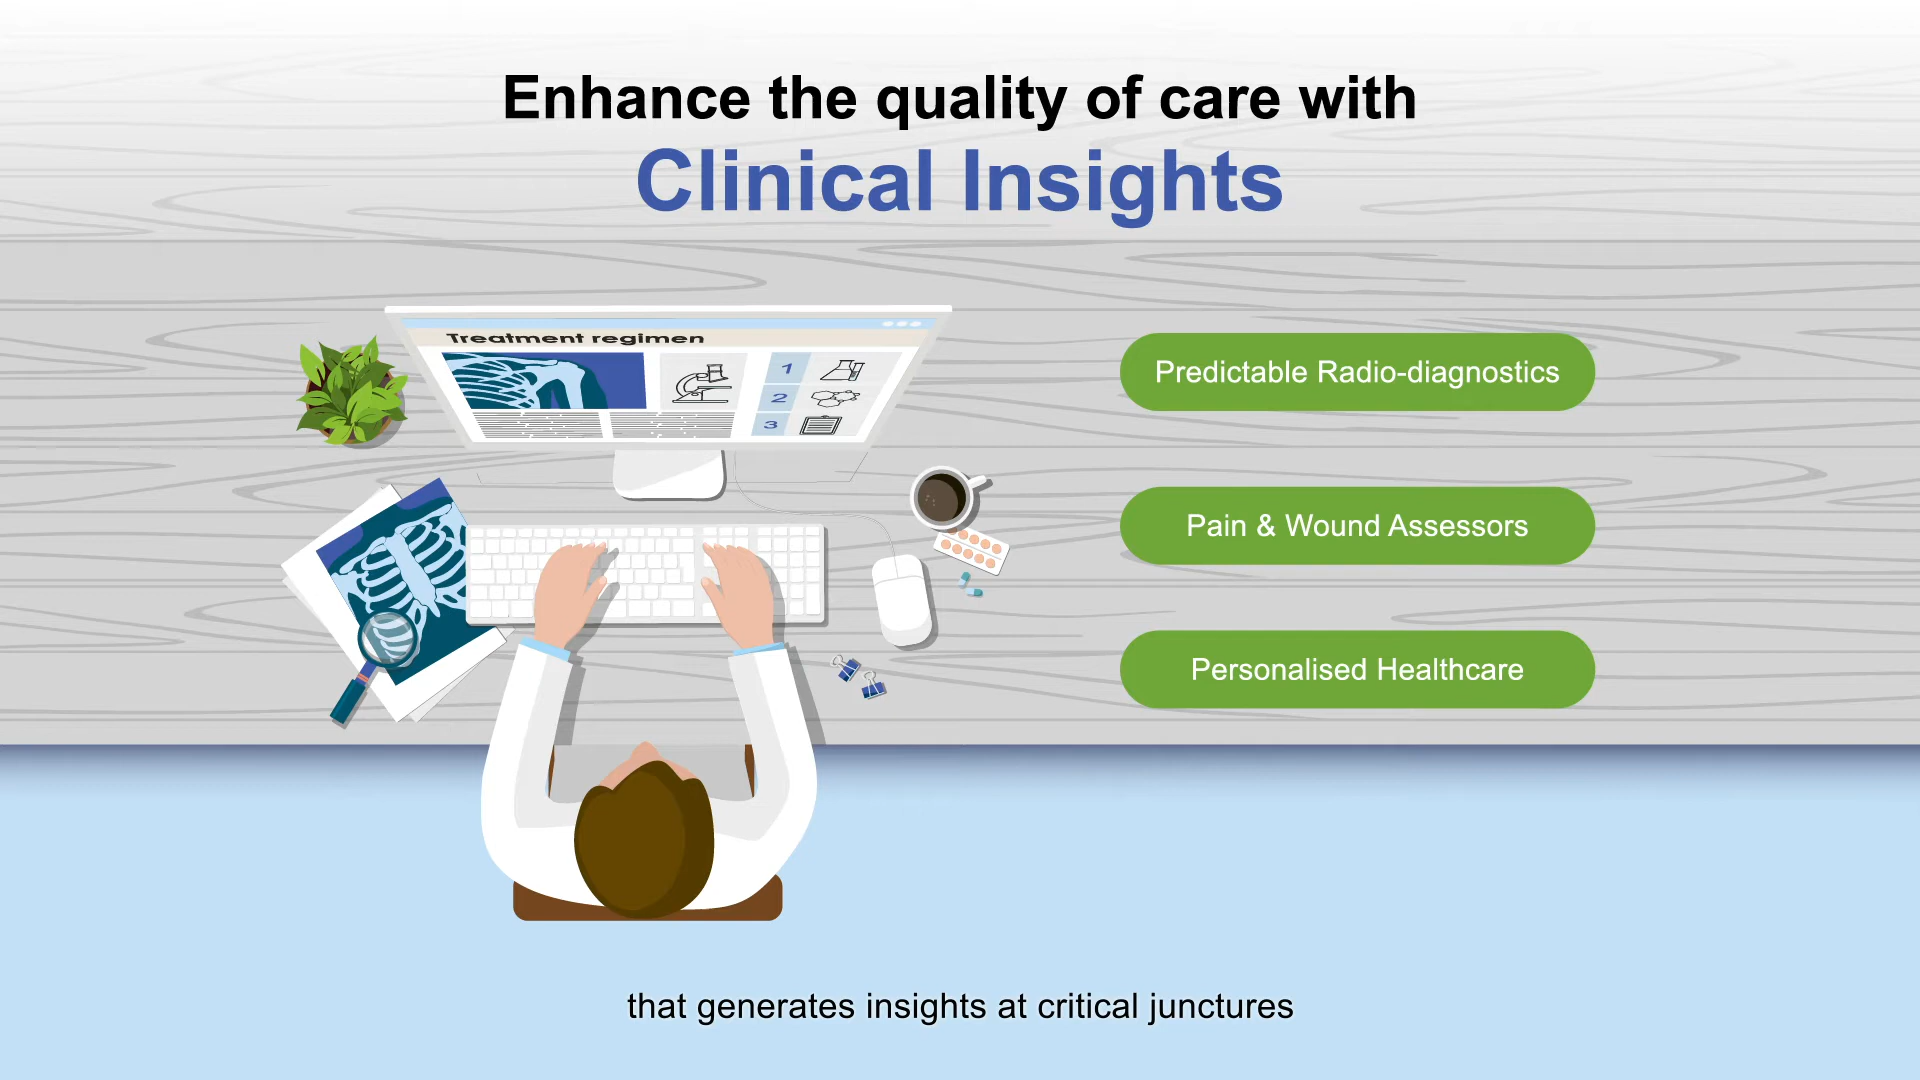 Enhance the quality of care with
Clinical Insights
Treatment regimen
1
2
3
Predictable Radio-diagnostics
Pain & Wound Assessors
Personalised Healthcare
that generates insights at critical junctures